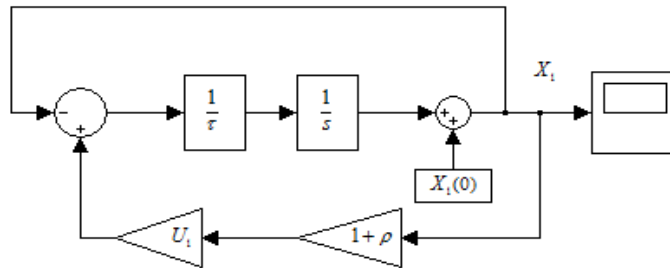 X₁
−
+
1/τ
1/s
+
+
X₁(0)
U₁
1 + ρ